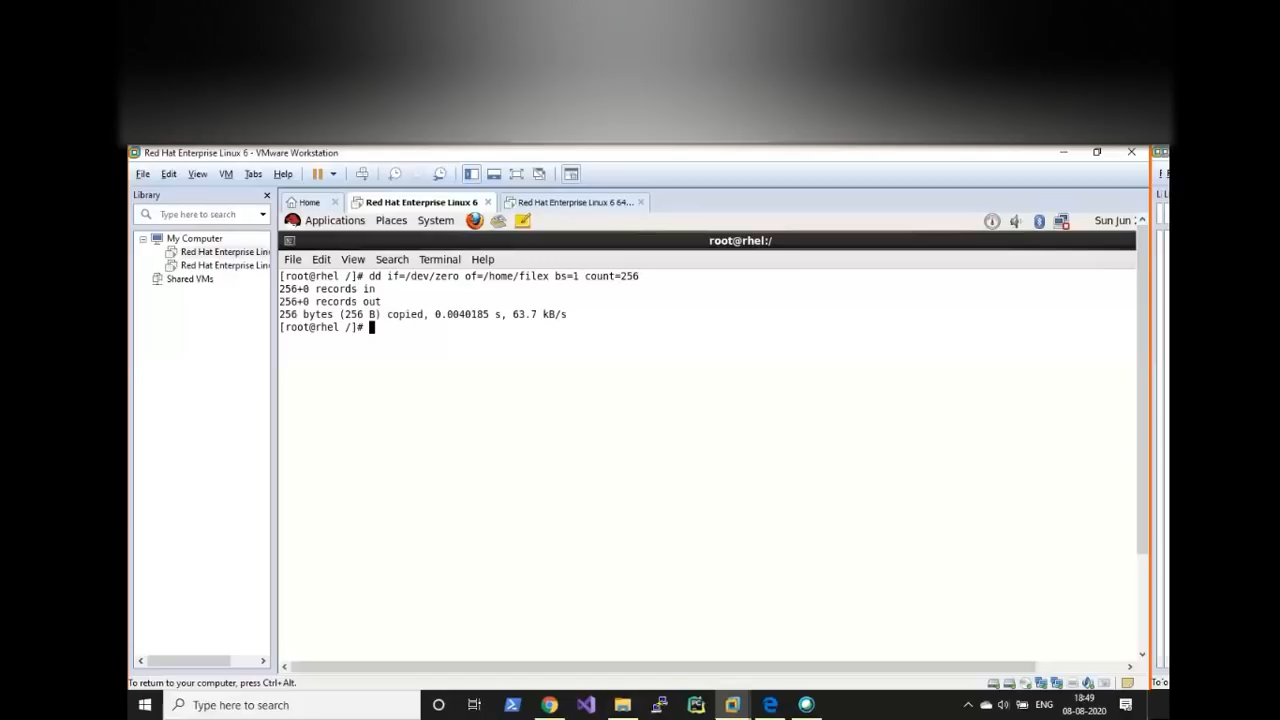 Red Hat Enterprise Linux 6 - VMware Workstation
File Edit View VM Tabs Help
Library
Home Red Hat Enterprise Linux 6 Red Hat Enterprise Linux 6 64...
Type here to search
Applications Places System Sun Jun
My Computer
root@rhel:/
Red Hat Enterprise Linu
Red Hat Enterprise Linu
Shared VMs
File Edit View Search Terminal Help
[root@rhel /]# dd if=/dev/zero of=/home/filex bs=1 count=256
256+0 records in
256+0 records out
256 bytes (256 B) copied, 0.0040185 s, 63.7 kB/s
[root@rhel /]#
To return to your computer, press Ctrl+Alt.
Type here to search
ENG
18:49
08-08-2020